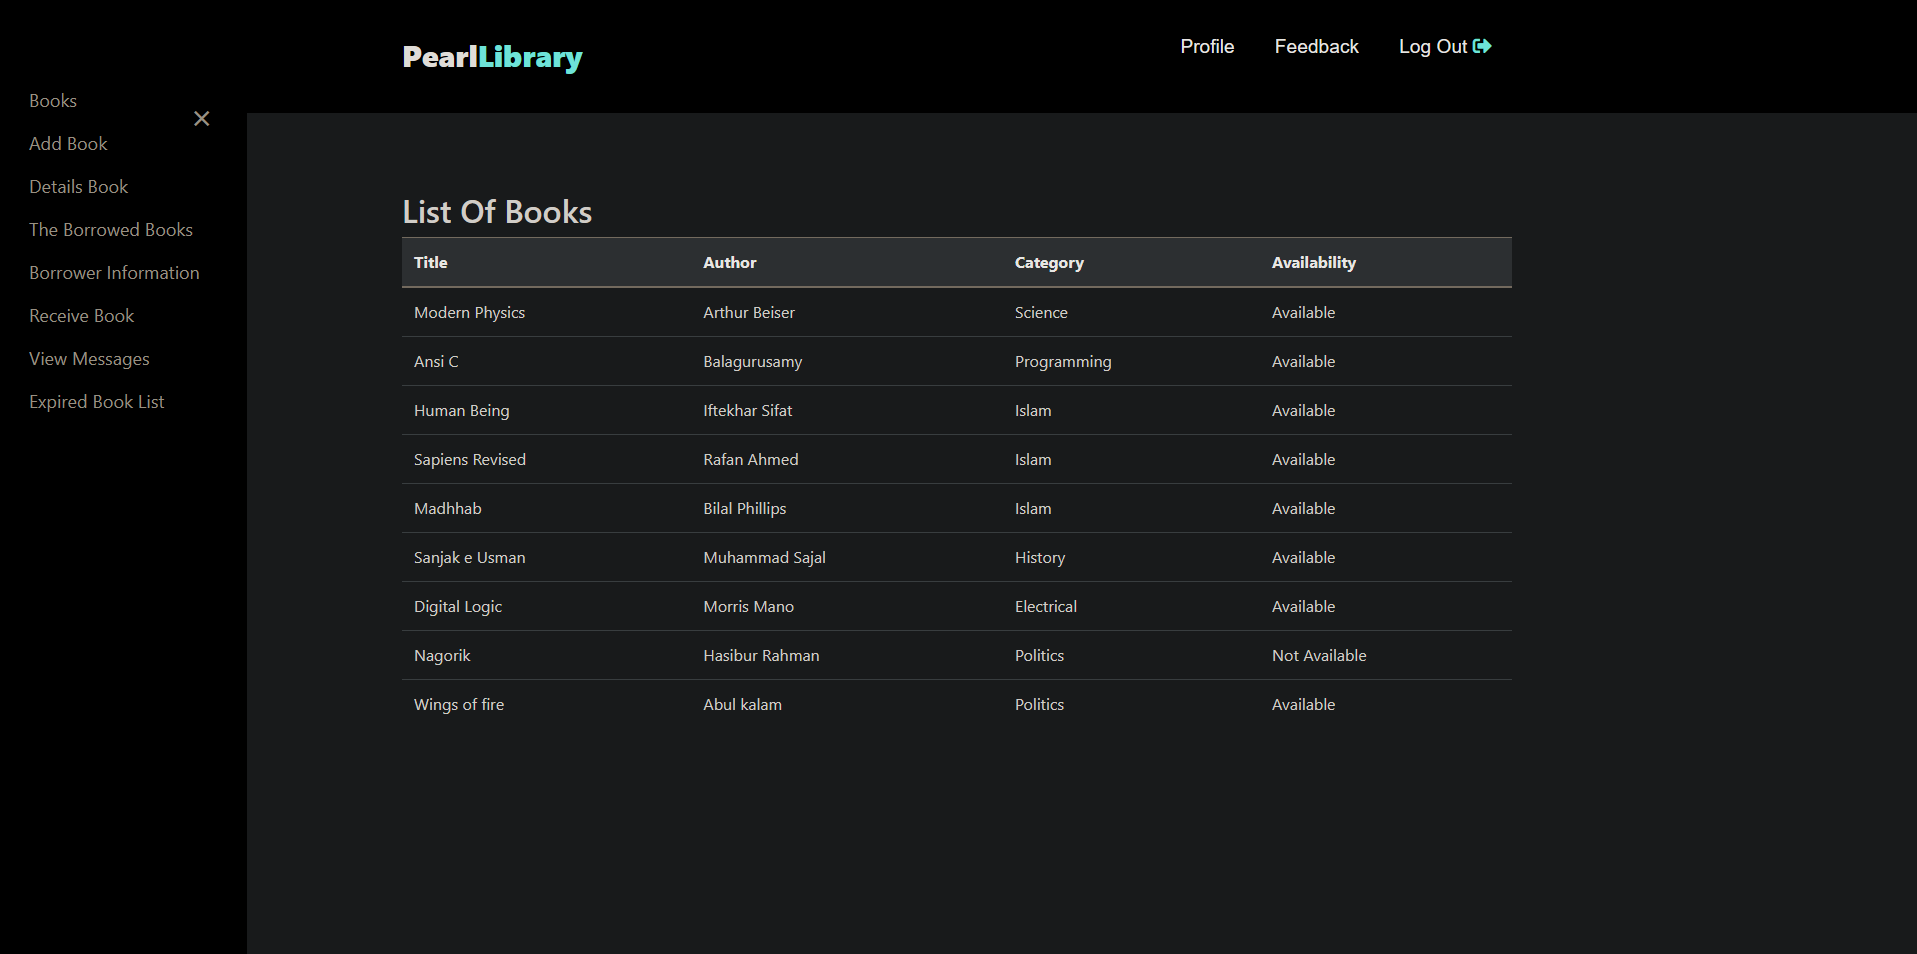 PearlLibrary
Profile Feedback Log Out
Books
Add Book
Details Book
The Borrowed Books
Borrower Information
Receive Book
View Messages
Expired Book List
List Of Books
Title Author Category Availability
Modern Physics Arthur Beiser Science Available
Ansi C Balagurusamy Programming Available
Human Being Iftekhar Sifat Islam Available
Sapiens Revised Rafan Ahmed Islam Available
Madhhab Bilal Phillips Islam Available
Sanjak e Usman Muhammad Sajal History Available
Digital Logic Morris Mano Electrical Available
Nagorik Hasibur Rahman Politics Not Available
Wings of fire Abul kalam Politics Available